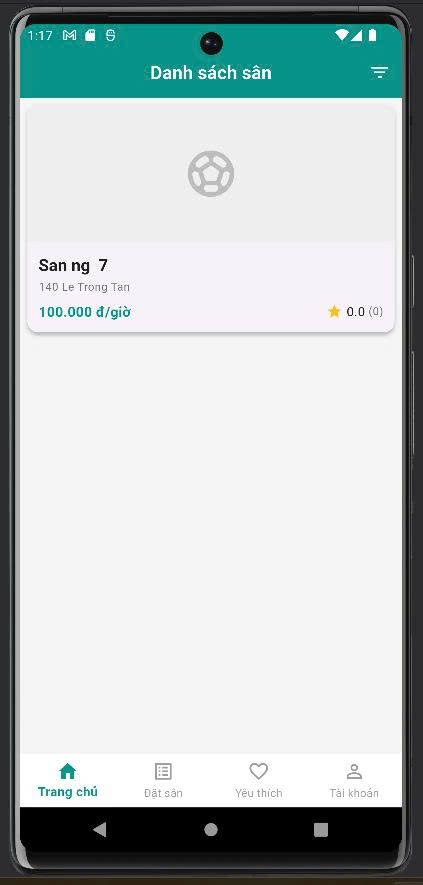 1:17
Danh sách sân
San ng 7
140 Le Trong Tan
100.000 đ/giờ
0.0 (0)
Trang chủ
Đặt sân
Yêu thích
Tài khoản